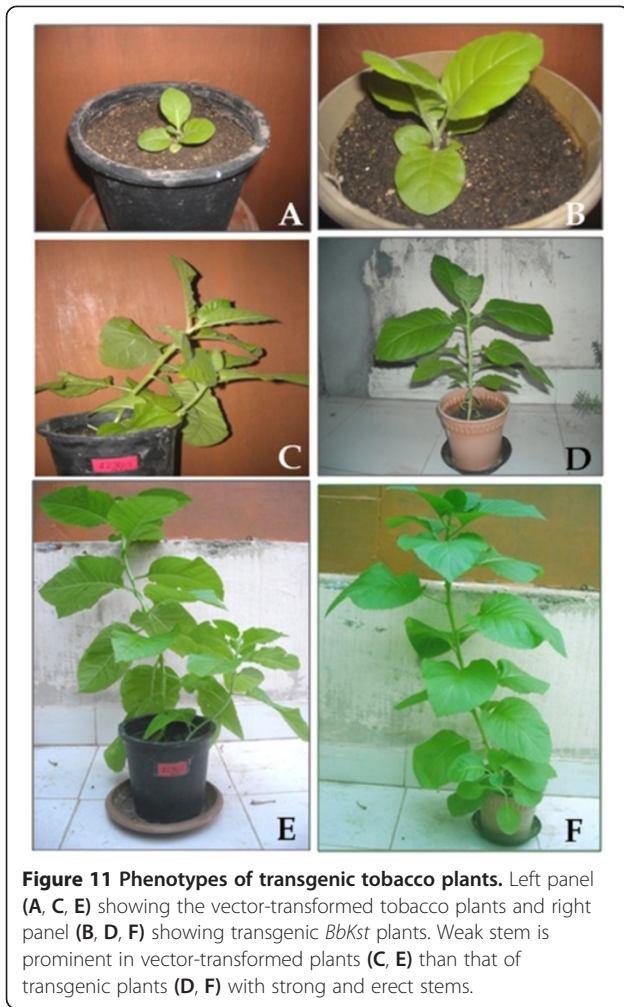 A
B
C
D
E
F
Figure 11 Phenotypes of transgenic tobacco plants. Left panel
(A, C, E) showing the vector-transformed tobacco plants and right
panel (B, D, F) showing transgenic BbKst plants. Weak stem is
prominent in vector-transformed plants (C, E) than that of
transgenic plants (D, F) with strong and erect stems.